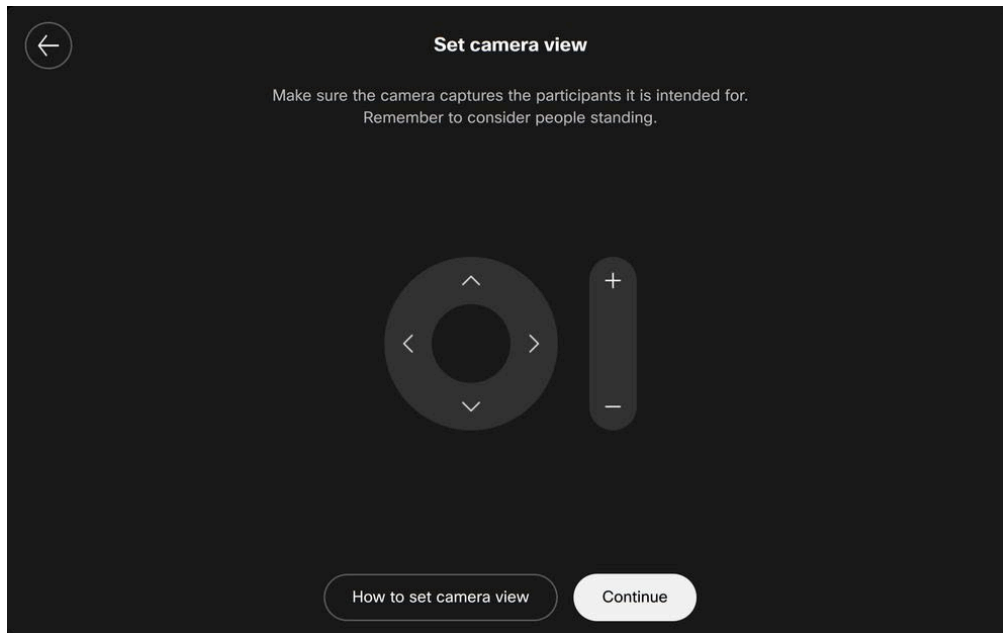 Set camera view
Make sure the camera captures the participants it is intended for.
Remember to consider people standing.
How to set camera view
Continue